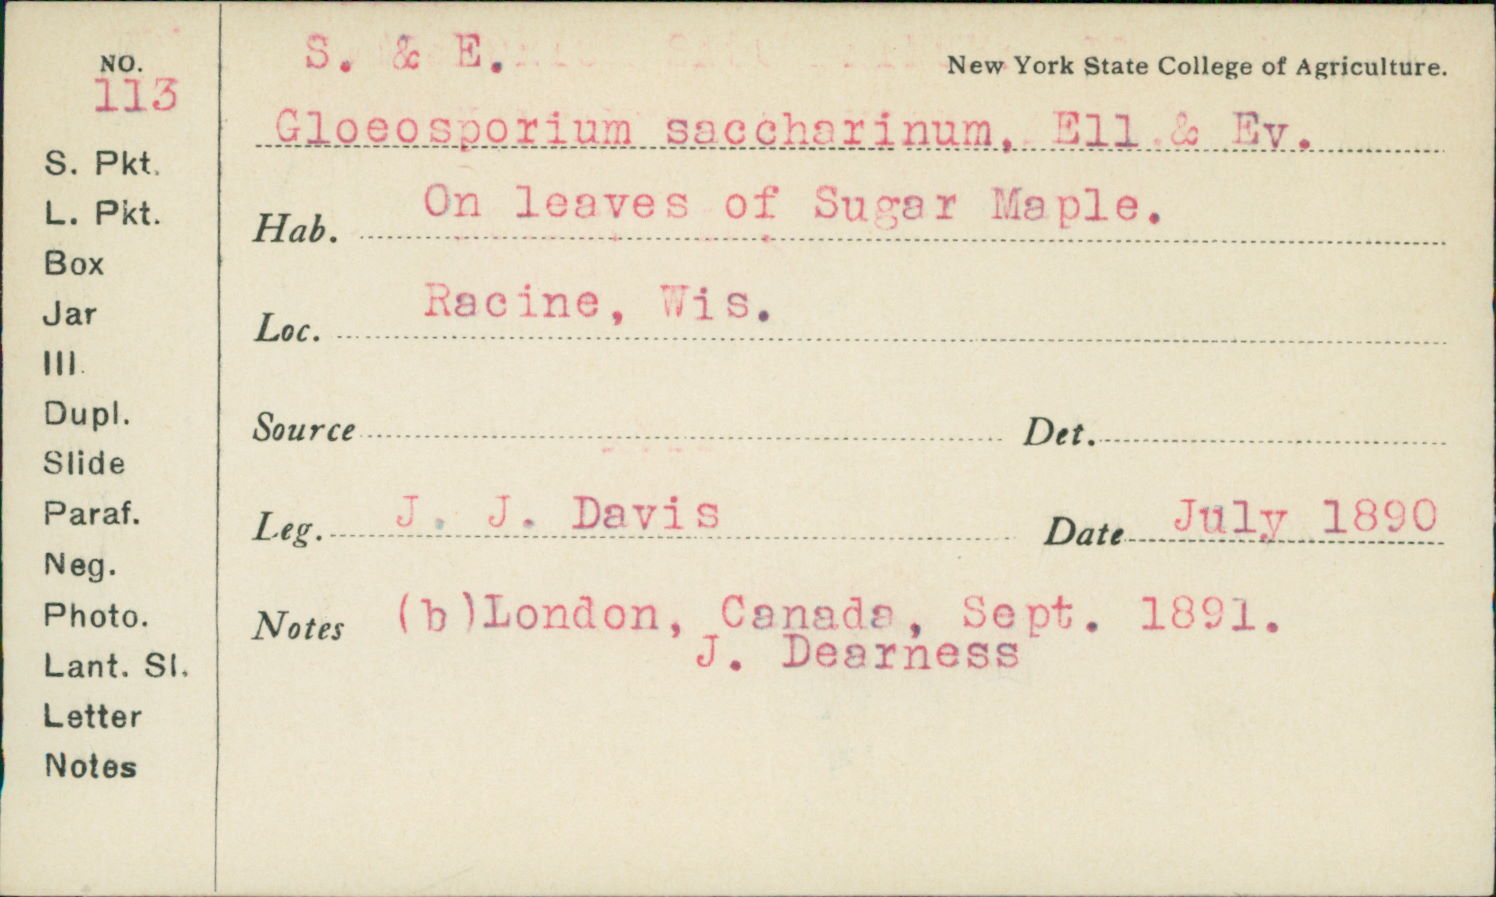 NO.
113
S. Pkt.
L. Pkt.
Box
Jar
Ill.
Dupl.
Slide
Paraf.
Neg.
Photo.
Lant. Sl.
Letter
Notes
S. & E.
New York State College of Agriculture.
Gloeosporium saccharinum, Ell & Ev.
Hab. On leaves of Sugar Maple.
Loc. Racine, Wis.
Source Det.
Leg. J. J. Davis Date July 1890
Notes (b)London, Canada, Sept. 1891.
J. Dearness